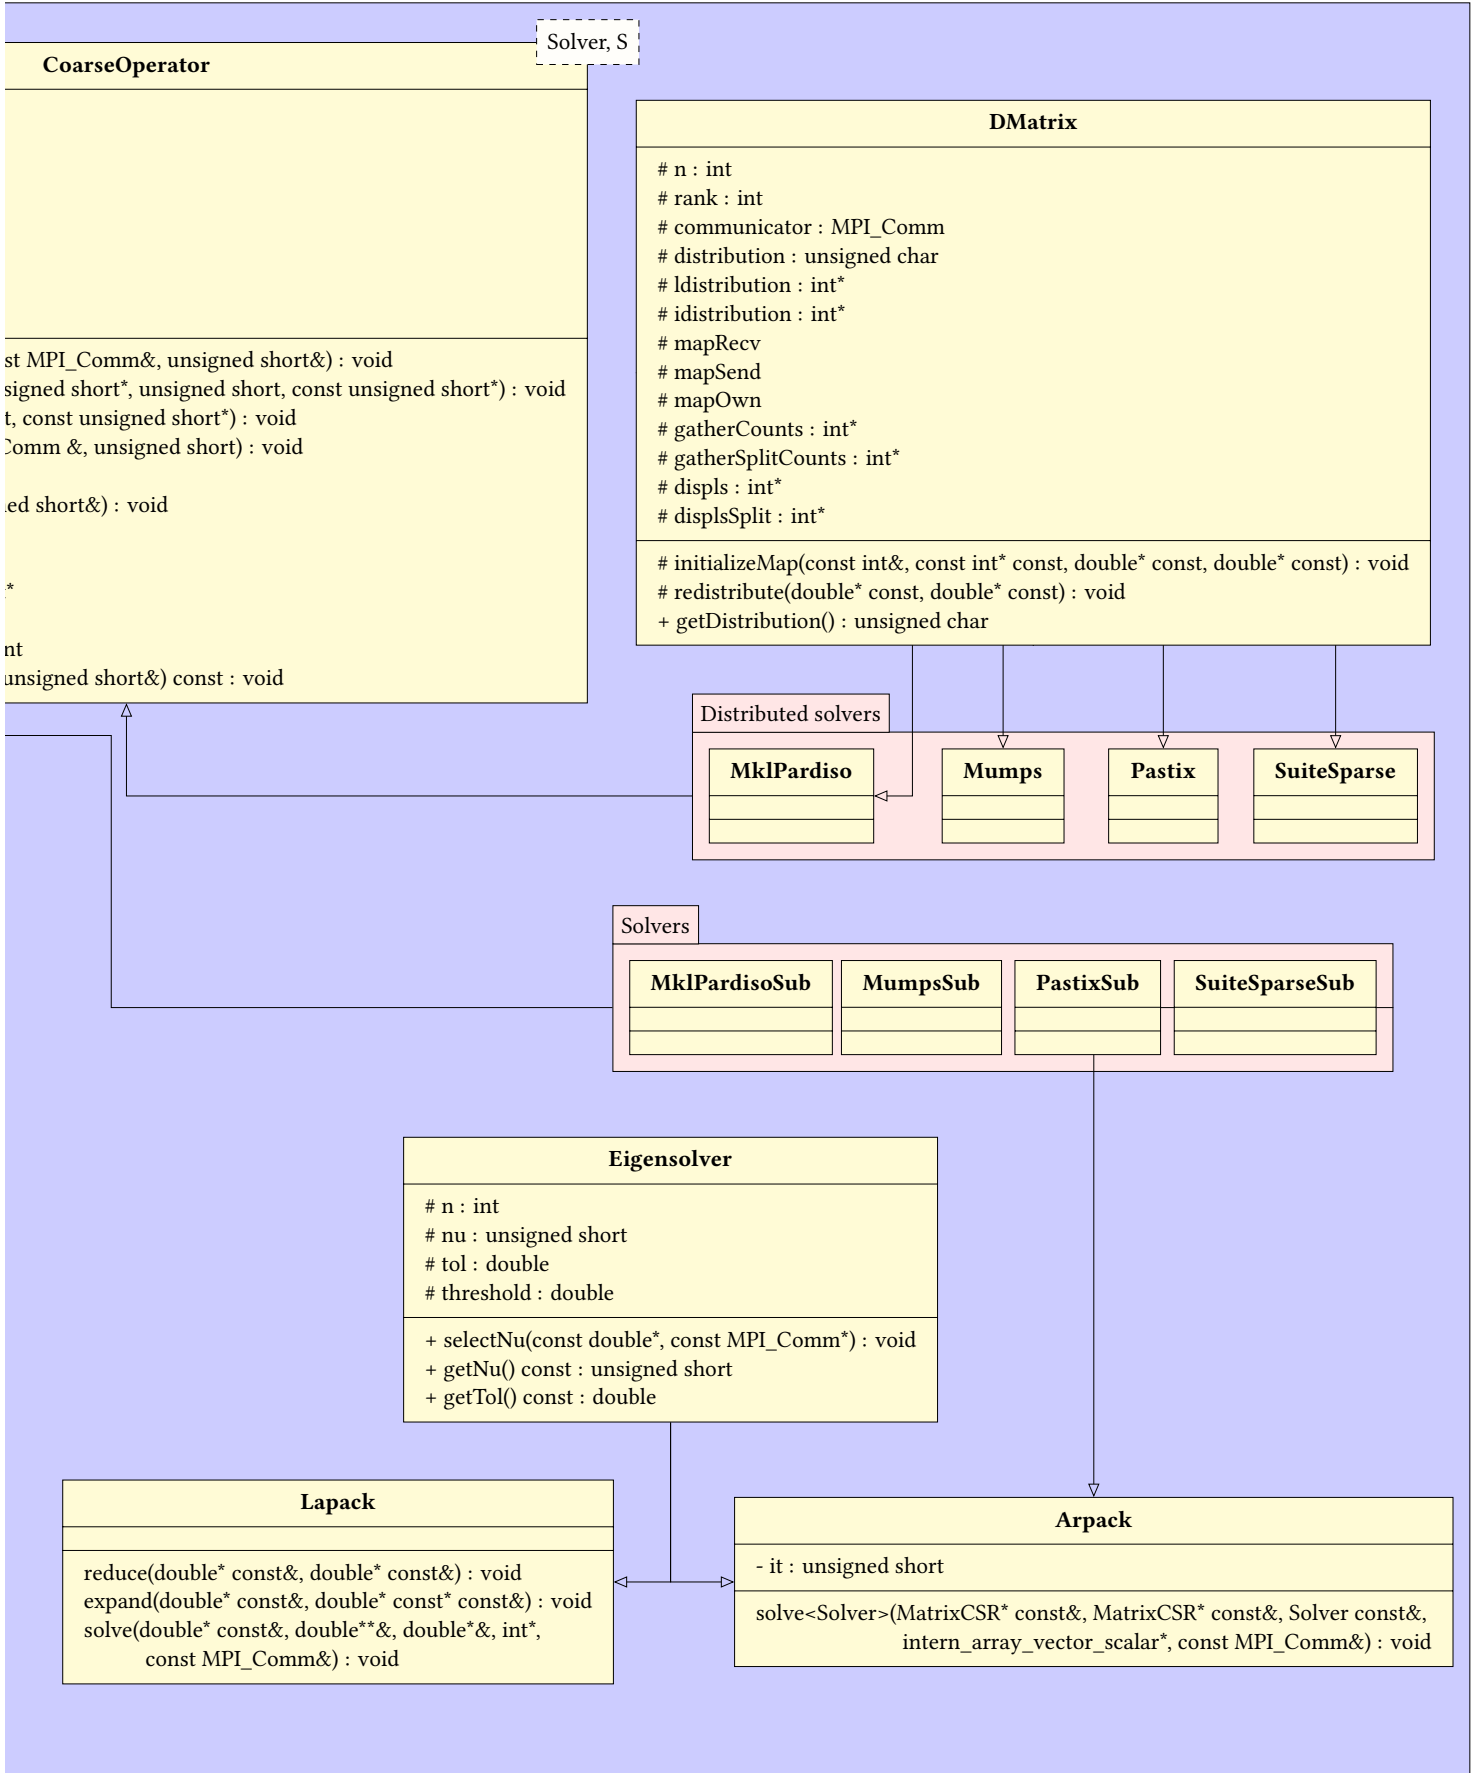 Solver, S
CoarseOperator
st MPI_Comm&, unsigned short&) : void
signed short*, unsigned short, const unsigned short*) : void
t, const unsigned short*) : void
Comm &, unsigned short) : void
ed short&) : void
*
nt
unsigned short&) const : void
DMatrix
# n : int
# rank : int
# communicator : MPI_Comm
# distribution : unsigned char
# ldistribution : int*
# idistribution : int*
# mapRecv
# mapSend
# mapOwn
# gatherCounts : int*
# gatherSplitCounts : int*
# displs : int*
# displsSplit : int*
# initializeMap(const int&, const int* const, double* const, double* const) : void
# redistribute(double* const, double* const) : void
+ getDistribution() : unsigned char
Distributed solvers
MklPardiso
Mumps
Pastix
SuiteSparse
Solvers
MklPardisoSub
MumpsSub
PastixSub
SuiteSparseSub
Eigensolver
# n : int
# nu : unsigned short
# tol : double
# threshold : double
+ selectNu(const double*, const MPI_Comm*) : void
+ getNu() const : unsigned short
+ getTol() const : double
Lapack
reduce(double* const&, double* const&) : void
expand(double* const&, double* const* const&) : void
solve(double* const&, double**&, double*&, int*,
const MPI_Comm&) : void
Arpack
- it : unsigned short
solve<Solver>(MatrixCSR* const&, MatrixCSR* const&, Solver const&,
intern_array_vector_scalar*, const MPI_Comm&) : void